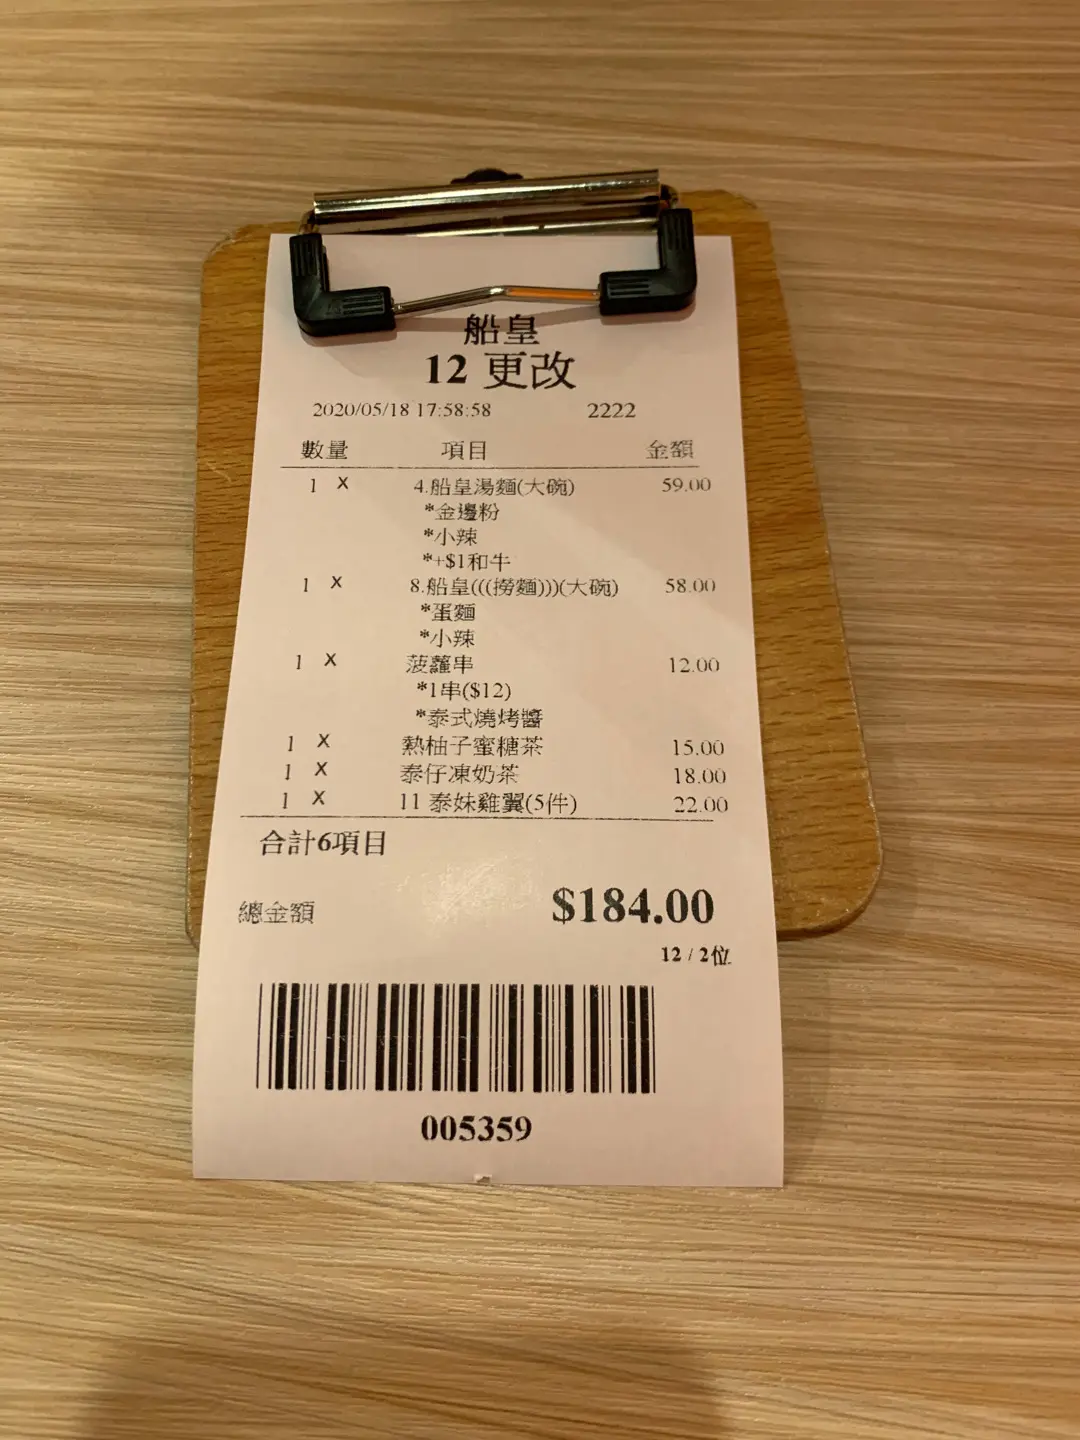 船皇
12 更改
2020/05/18 17:58:58 2222
數量 項目 金額
1 X 4.船皇湯麵(大碗) 59.00
*金邊粉
*小辣
*+$1和牛
1 X 8.船皇(((撈麵)))(大碗) 58.00
*蛋麵
*小辣
1 X 菠蘿串 12.00
*1串($12)
*泰式燒烤醬
1 X 熱柚子蜜糖茶 15.00
1 X 泰仔凍奶茶 18.00
1 X 11 泰妹雞翼(5件) 22.00
合計6項目
總金額 $184.00
12 / 2位
005359